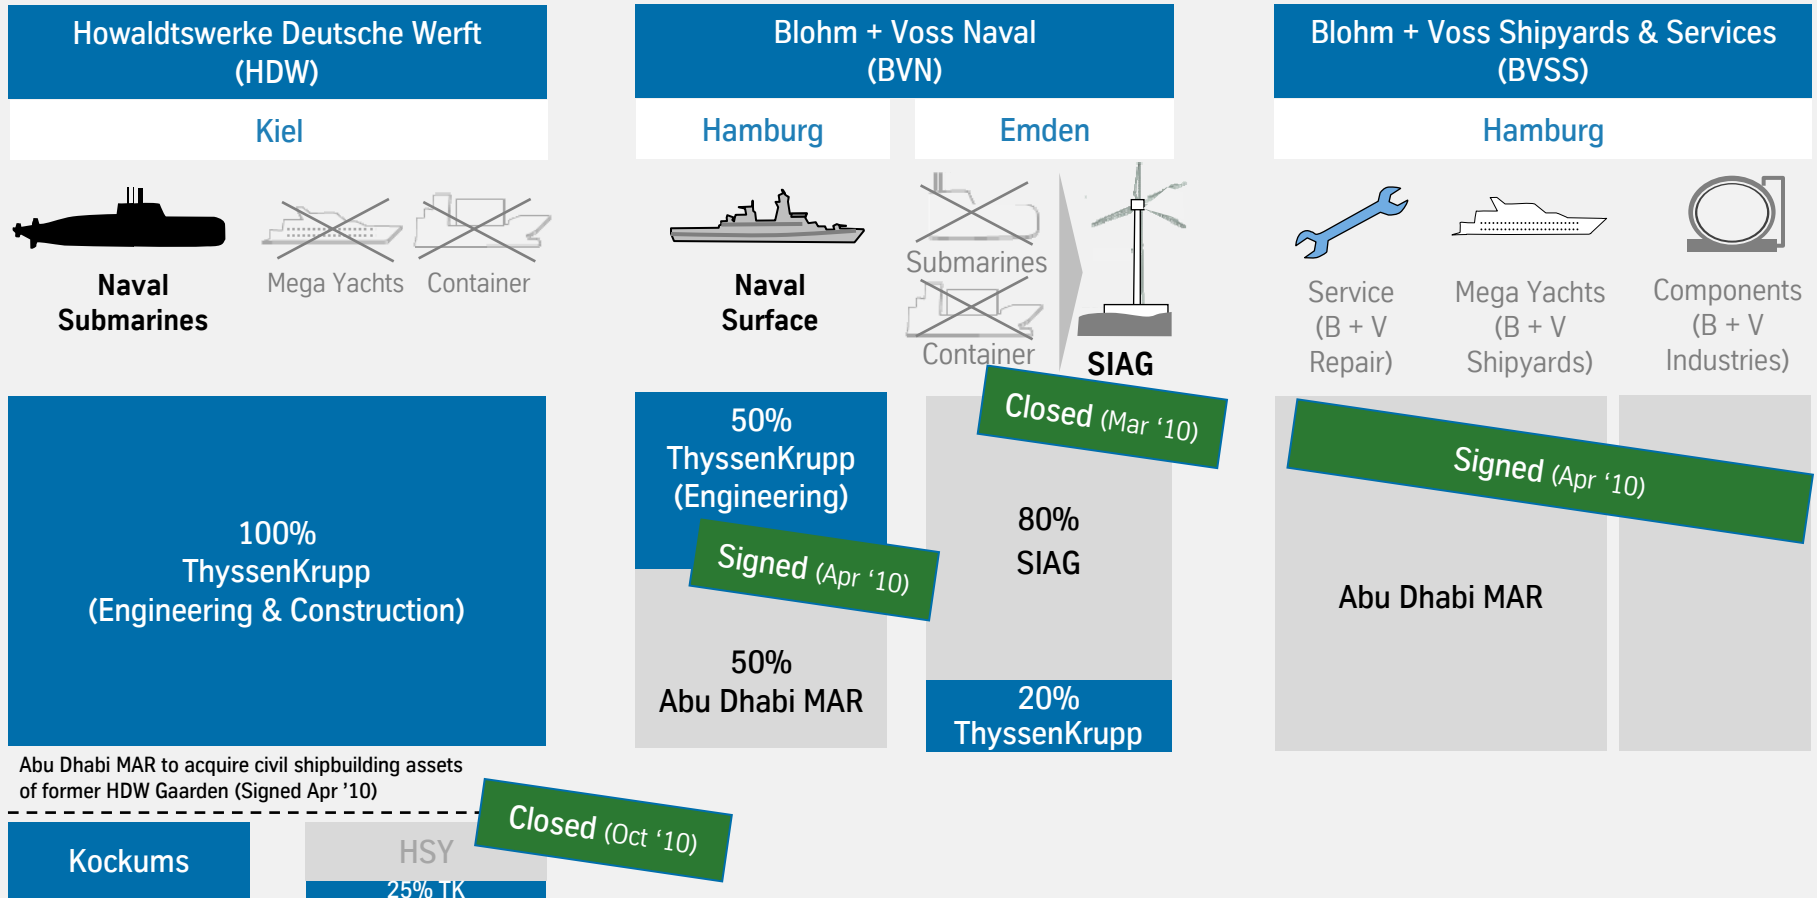 Howaldtswerke Deutsche Werft
(HDW)
Kiel
Naval
Submarines
Mega Yachts
Container
100%
ThyssenKrupp
(Engineering & Construction)
Abu Dhabi MAR to acquire civil shipbuilding assets
of former HDW Gaarden (Signed Apr ’10)
Kockums
HSY
25% TK
Closed (Oct ‘10)
Blohm + Voss Naval
(BVN)
Hamburg
Emden
Naval
Surface
Submarines
Container
SIAG
50%
ThyssenKrupp
(Engineering)
Signed (Apr ‘10)
50%
Abu Dhabi MAR
Closed (Mar ‘10)
80%
SIAG
20%
ThyssenKrupp
Blohm + Voss Shipyards & Services
(BVSS)
Hamburg
Service
(B + V
Repair)
Mega Yachts
(B + V
Shipyards)
Components
(B + V
Industries)
Signed (Apr ‘10)
Abu Dhabi MAR